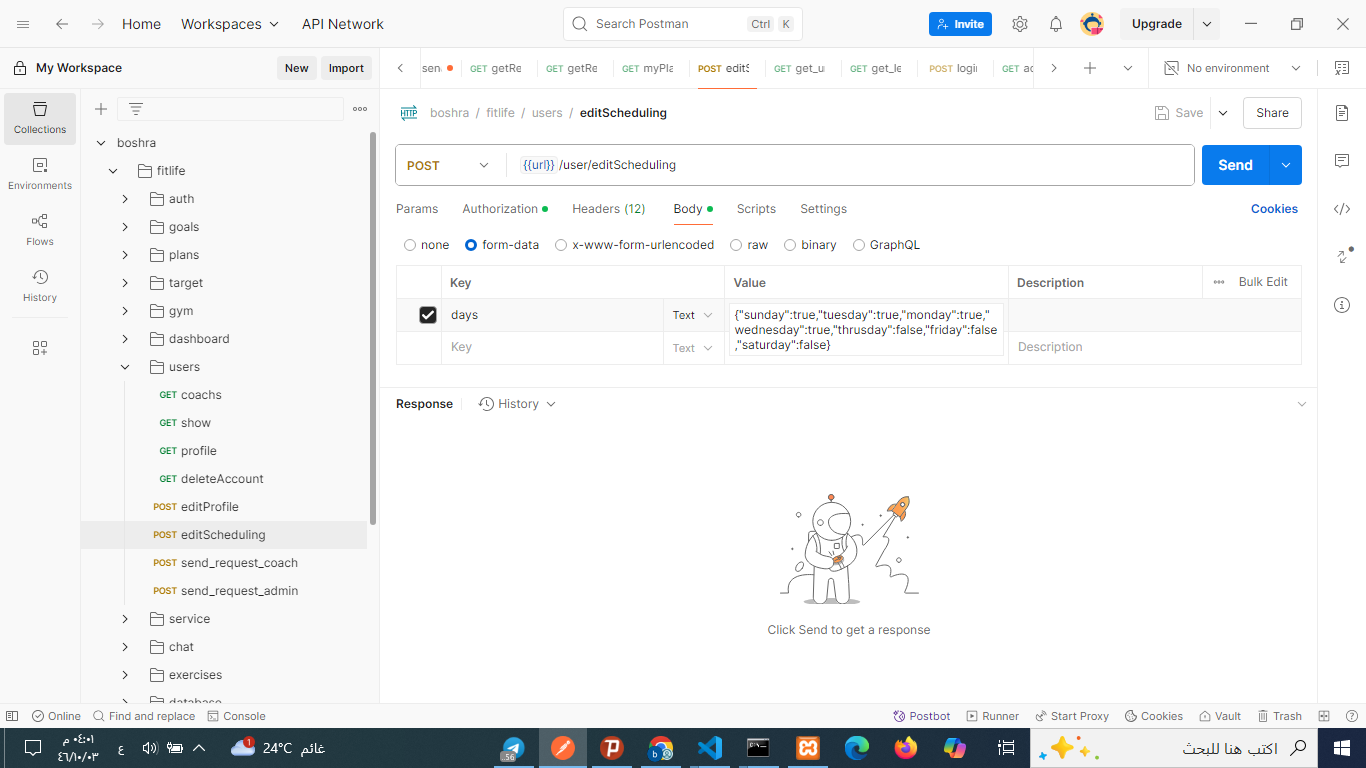 Home
Workspaces
API Network
Search Postman
Ctrl K
Invite
Upgrade
My Workspace
New
Import
GET getRe
GET getRe
GET myPla
POST editS
GET get_u
GET get_le
POST logi
GET
No environment
Collections
Environments
Flows
History
boshra
fitlife
auth
goals
plans
target
gym
dashboard
users
GET coachs
GET show
GET profile
GET deleteAccount
POST editProfile
POST editScheduling
POST send_request_coach
POST send_request_admin
service
chat
exercises
database
HTTP
boshra / fitlife / users / editScheduling
Save
Share
POST
{{url}} /user/editScheduling
Send
Params
Authorization
Headers (12)
Body
Scripts
Settings
Cookies
none
form-data
x-www-form-urlencoded
raw
binary
GraphQL
Key
Value
Description
Bulk Edit
days
Text
{"sunday":true,"tuesday":true,"monday":true,"
wednesday":true,"thrusday":false,"friday":false
,"saturday":false}
Key
Text
Description
Response
History
Click Send to get a response
Online
Find and replace
Console
Postbot
Runner
Start Proxy
Cookies
Vault
Trash
٠٤:٠١ م
٤٦/١٠/٠٣
ع
1
24°C غائم
56
اكتب هنا للبحث